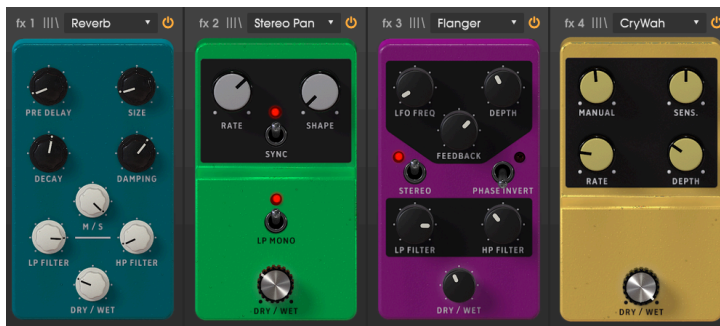 fx 1 Reverb
fx 2 Stereo Pan
fx 3 Flanger
fx 4 CryWah
PRE DELAY SIZE
DECAY DAMPING
M / S
LP FILTER HP FILTER
DRY / WET
RATE SHAPE
SYNC
LP MONO
DRY / WET
LFO FREQ DEPTH
FEEDBACK
STEREO PHASE INVERT
LP FILTER HP FILTER
DRY / WET
MANUAL SENS.
RATE DEPTH
DRY / WET